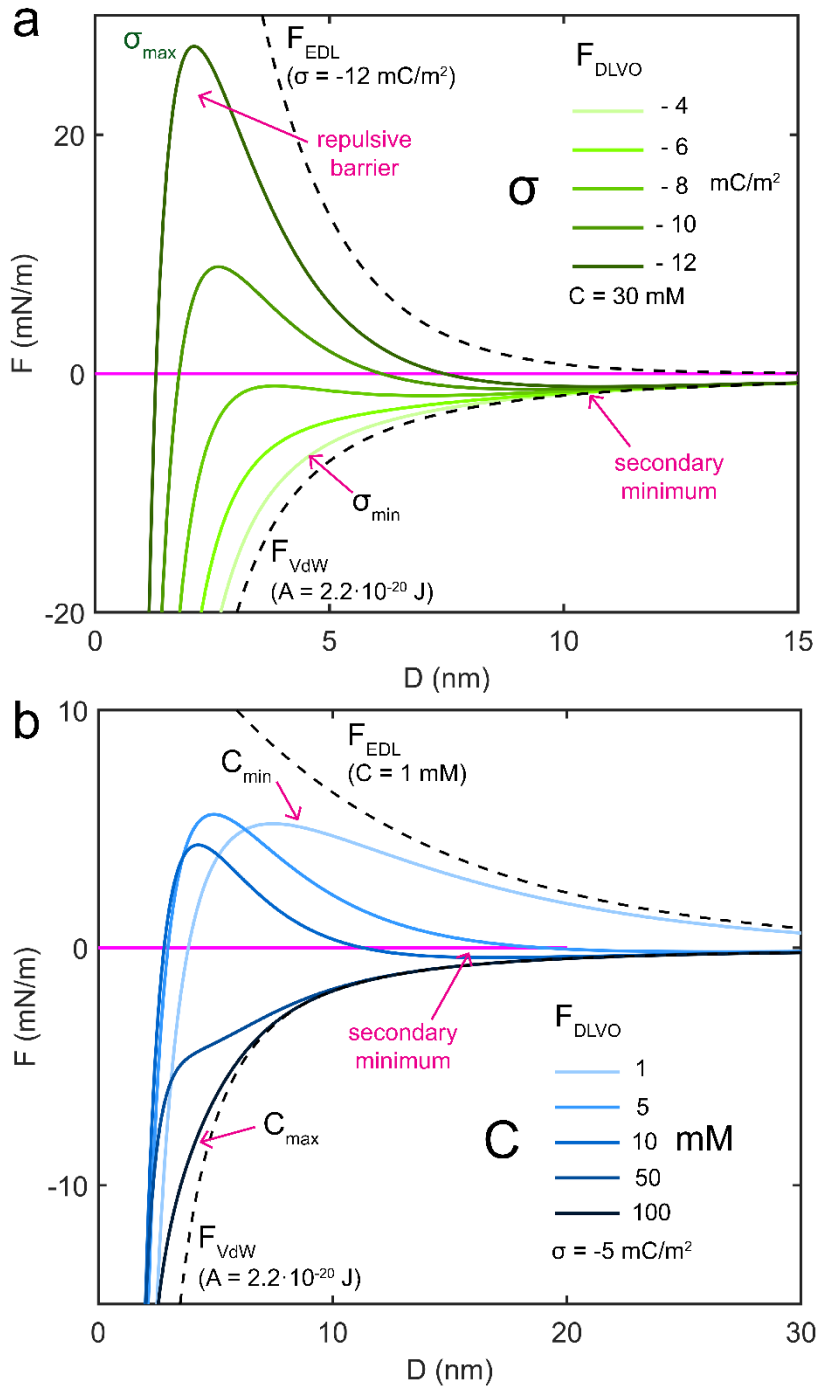 a
σmax
FEDL
(σ = -12 mC/m²)
repulsive
barrier
FDLVO
σ
- 4
- 6
- 8
mC/m²
- 10
- 12
C = 30 mM
secondary
minimum
σmin
FVdW
(A = 2.2·10⁻²⁰ J)
F (mN/m)
20
0
-20
0
5
10
15
D (nm)
b
FEDL
(C = 1 mM)
Cmin
secondary
minimum
Cmax
FVdW
(A = 2.2·10⁻²⁰ J)
FDLVO
C
1
5
10
mM
50
100
σ = -5 mC/m²
F (mN/m)
10
0
-10
0
10
20
30
D (nm)